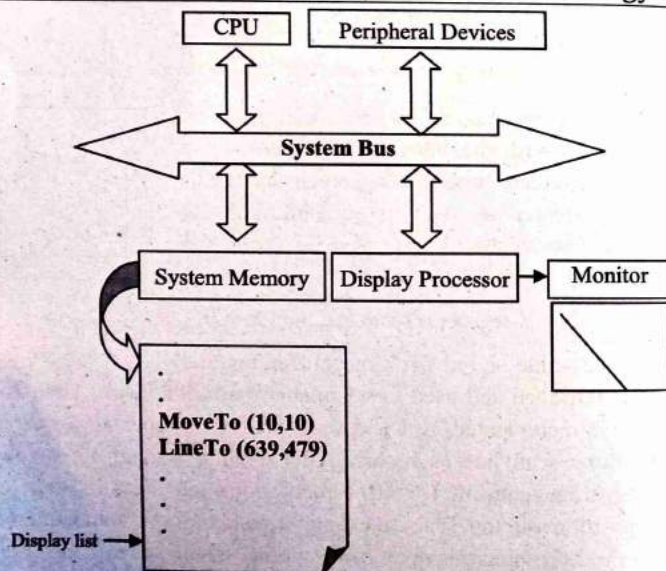 CPU
Peripheral Devices
System Bus
System Memory
Display Processor
Monitor
MoveTo (10,10)
LineTo (639,479)
Display list